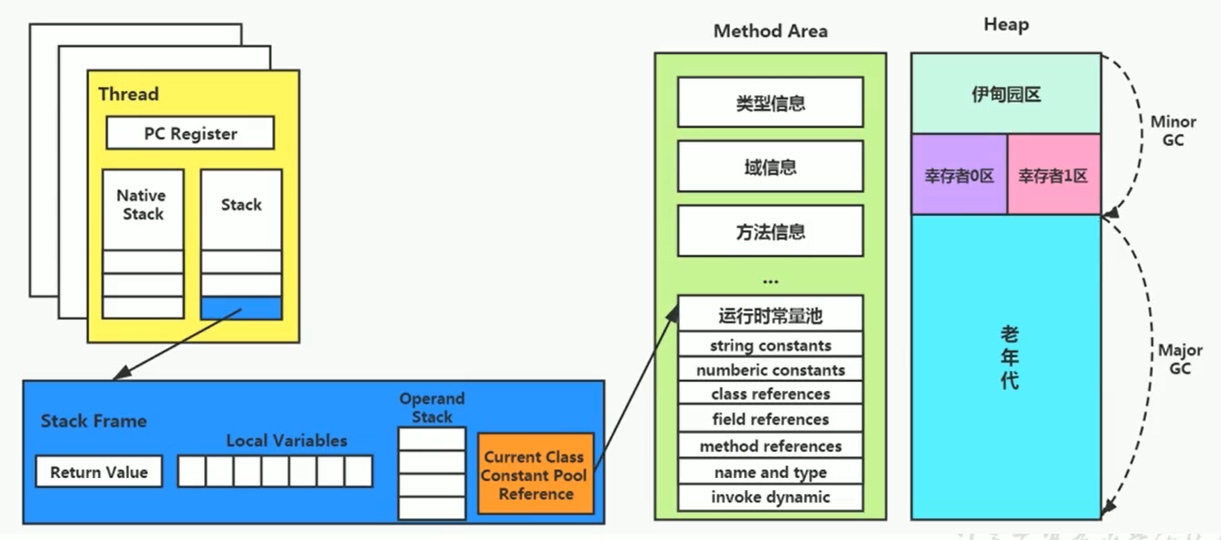 Thread
PC Register
Native
Stack
Stack
Stack Frame
Return Value
Local Variables
Operand
Stack
Current Class
Constant Pool
Reference
Method Area
类型信息
域信息
方法信息
...
运行时常量池
string constants
numberic constants
class references
field references
method references
name and type
invoke dynamic
Heap
伊甸园区
幸存者0区
幸存者1区
老
年
代
Minor
GC
Major
GC